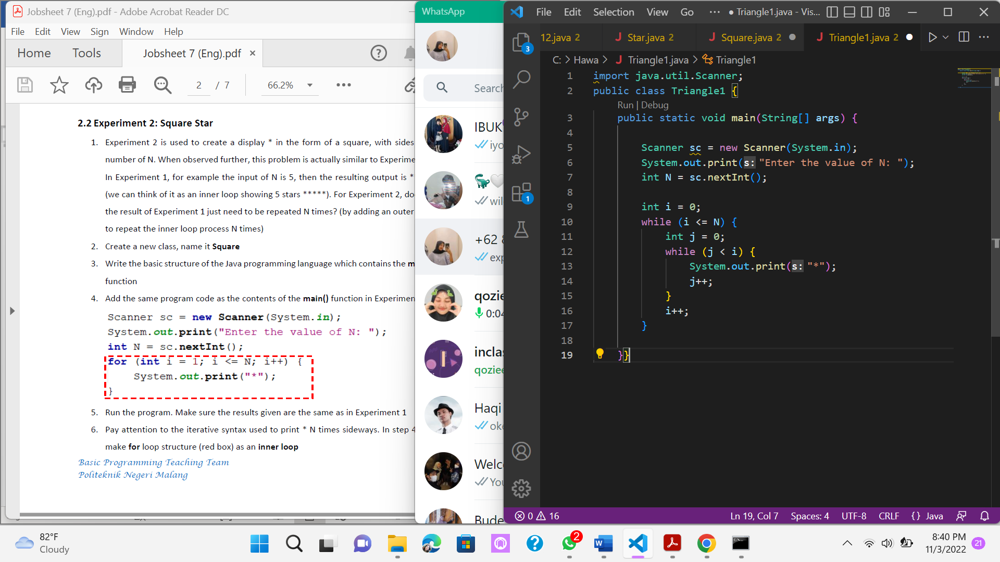 Jobsheet 7 (Eng).pdf - Adobe Acrobat Reader DC
File Edit View Sign Window Help
Home Tools Jobsheet 7 (Eng).pdf ×
2 / 7 66.2%
2.2 Experiment 2: Square Star
1. Experiment 2 is used to create a display * in the form of a square, with sides
number of N. When observed further, this problem is actually similar to Experime
In Experiment 1, for example the input of N is 5, then the resulting output is *
(we can think of it as an inner loop showing 5 stars *****). For Experiment 2, do
the result of Experiment 1 just need to be repeated N times? (by adding an outer
to repeat the inner loop process N times)
2. Create a new class, name it Square
3. Write the basic structure of the Java programming language which contains the m
function
4. Add the same program code as the contents of the main() function in Experimen
Scanner sc = new Scanner(System.in);
System.out.print("Enter the value of N: ");
int N = sc.nextInt();
for (int i = 1; i <= N; i++) {
System.out.print("*");
}
5. Run the program. Make sure the results given are the same as in Experiment 1
6. Pay attention to the iterative syntax used to print * N times sideways. In step 4
make for loop structure (red box) as an inner loop
Basic Programming Teaching Team
Politeknik Negeri Malang
WhatsApp
Search
IBUK
iyo
wil
+62 8
exp
qozie
0:04
inclas
qoziee
Haqi
oke
Welco
You
Bude
File Edit Selection View Go ··· ● Triangle1.java - Vis...
12.java 2 Star.java 2 Square.java 2 Triangle1.java 2
C: > Hawa > Triangle1.java > Triangle1
1 import java.util.Scanner;
2 public class Triangle1 {
Run | Debug
3 public static void main(String[] args) {
4
5 Scanner sc = new Scanner(System.in);
6 System.out.print(s: "Enter the value of N: ");
7 int N = sc.nextInt();
8
9 int i = 0;
10 while (i <= N) {
11 int j = 0;
12 while (j < i) {
13 System.out.print(s: "*");
14 j++;
15 }
16 i++;
17 }
18
19 }}
3
1
0 16 Ln 19, Col 7 Spaces: 4 UTF-8 CRLF {} Java
82°F
Cloudy
2
8:40 PM
11/3/2022
21